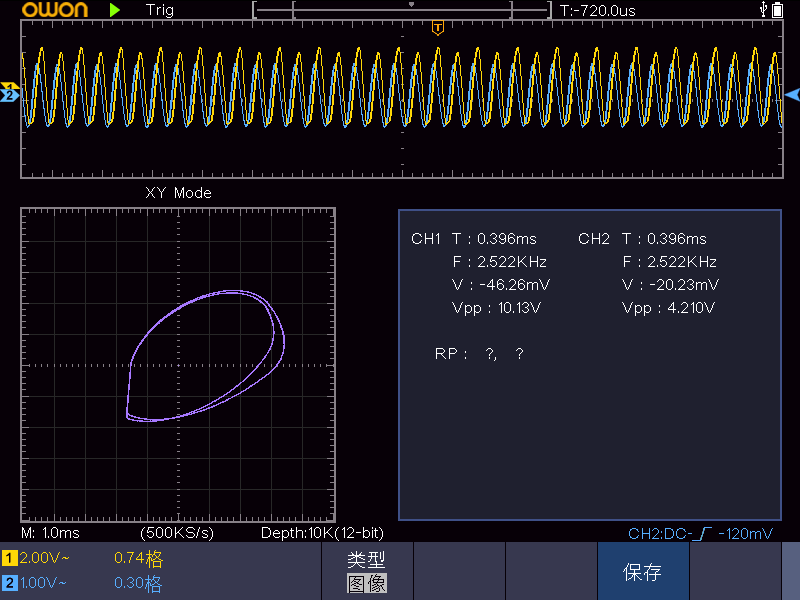 owon Trig T:-720.0us
T
1
2
XY Mode
CH1 T : 0.396ms CH2 T : 0.396ms
F : 2.522KHz F : 2.522KHz
V : -46.26mV V : -20.23mV
Vpp : 10.13V Vpp : 4.210V
RP : ?, ?
M: 1.0ms (500KS/s) Depth:10K(12-bit) CH2:DC- -120mV
1 2.00V~ 0.74格 类型
2 1.00V~ 0.30格 图像 保存